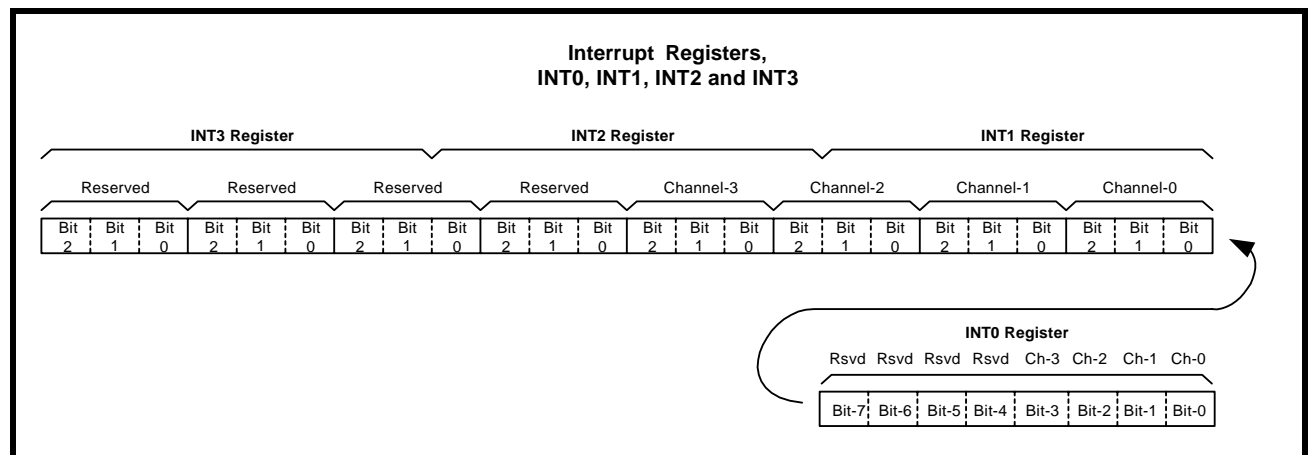 Interrupt Registers,
INT0, INT1, INT2 and INT3
INT3 Register INT2 Register INT1 Register
Reserved Reserved Reserved Reserved Channel-3 Channel-2 Channel-1 Channel-0
Bit Bit Bit Bit Bit Bit Bit Bit Bit Bit Bit Bit Bit Bit Bit Bit Bit Bit Bit Bit Bit Bit Bit Bit
2 1 0 2 1 0 2 1 0 2 1 0 2 1 0 2 1 0 2 1 0 2 1 0
INT0 Register
Rsvd Rsvd Rsvd Rsvd Ch-3 Ch-2 Ch-1 Ch-0
Bit-7 Bit-6 Bit-5 Bit-4 Bit-3 Bit-2 Bit-1 Bit-0